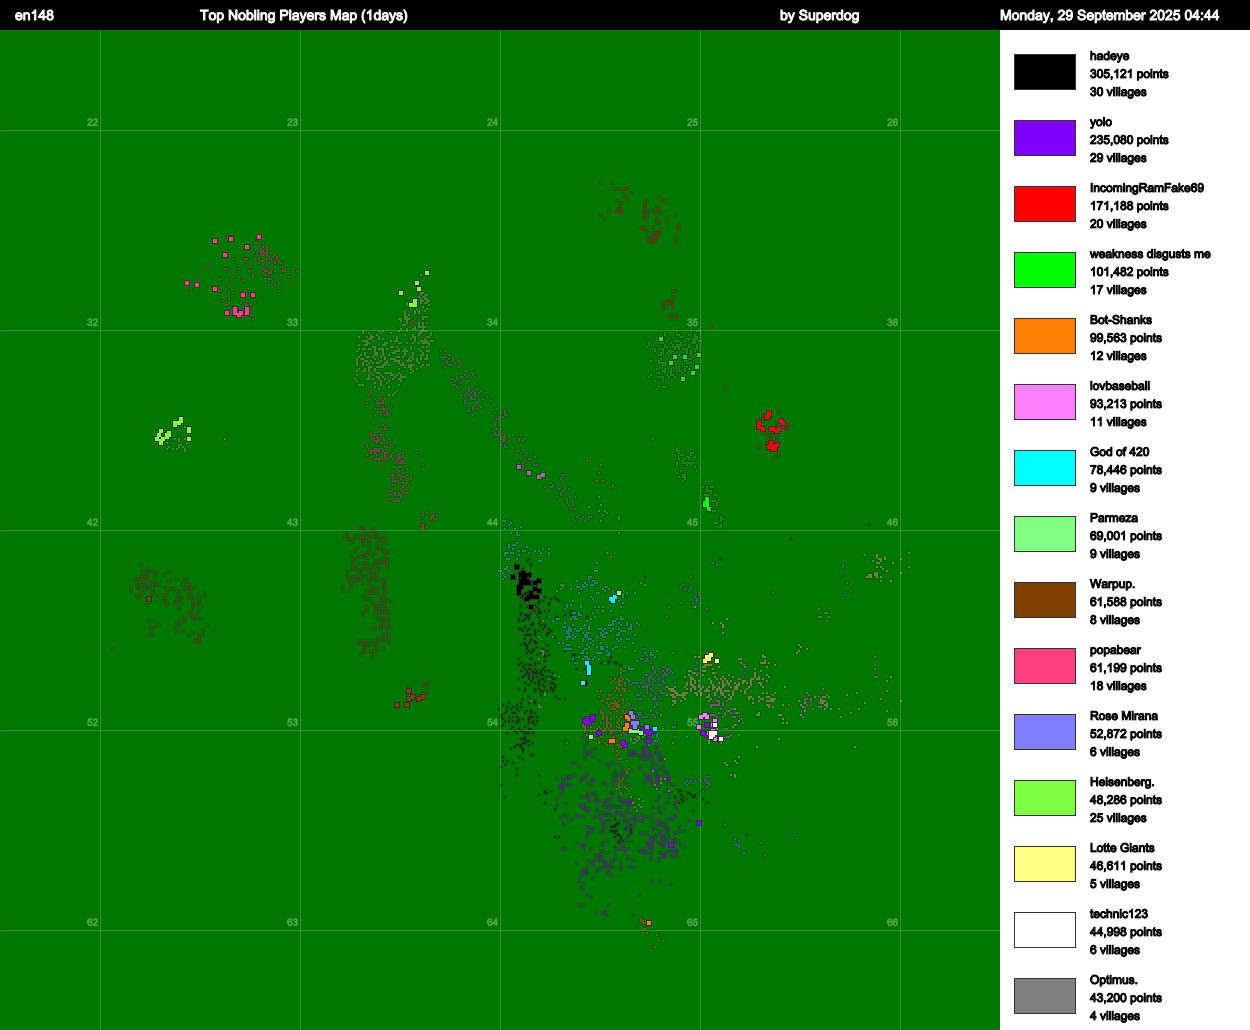 en148 Top Nobling Players Map (1days) by Superdog Monday, 29 September 2025 04:44
hadeye
305,121 points
30 villages
yolo
235,080 points
29 villages
IncomingRamFake69
171,188 points
20 villages
weakness disgusts me
101,482 points
17 villages
Bot-Shanks
99,563 points
12 villages
lovbaseball
93,213 points
11 villages
God of 420
78,446 points
9 villages
Parmeza
69,001 points
9 villages
Warpup.
61,588 points
8 villages
popabear
61,199 points
18 villages
Rose Mirana
52,872 points
6 villages
Heisenberg.
48,286 points
25 villages
Lotte Giants
46,611 points
5 villages
technic123
44,998 points
6 villages
Optimus.
43,200 points
4 villages
22 23 24 25 26
32 33 34 35 36
42 43 44 45 46
52 53 54 55 56
62 63 64 65 66